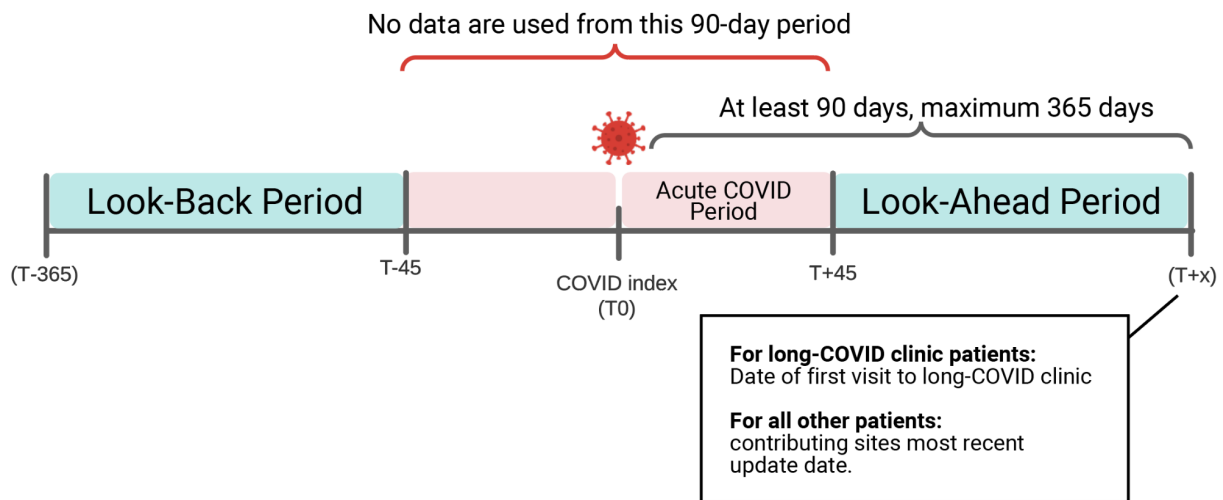 No data are used from this 90-day period
At least 90 days, maximum 365 days
Look-Back Period
Acute COVID
Period
Look-Ahead Period
(T-365)
T-45
COVID index
(T0)
T+45
(T+x)
For long-COVID clinic patients:
Date of first visit to long-COVID clinic
For all other patients:
contributing sites most recent
update date.